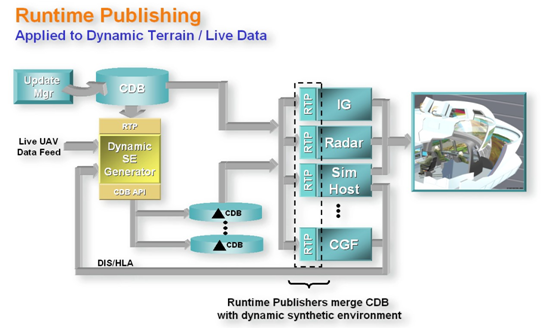 Runtime Publishing
Applied to Dynamic Terrain / Live Data
Update
Mgr
CDB
RTP
IG
RTP
Live UAV
Data Feed
Dynamic
SE
Generator
CDB API
RTP
Radar
RTP
Sim
Host
CDB
CDB
RTP
CGF
DIS/HLA
Runtime Publishers merge CDB
with dynamic synthetic environment